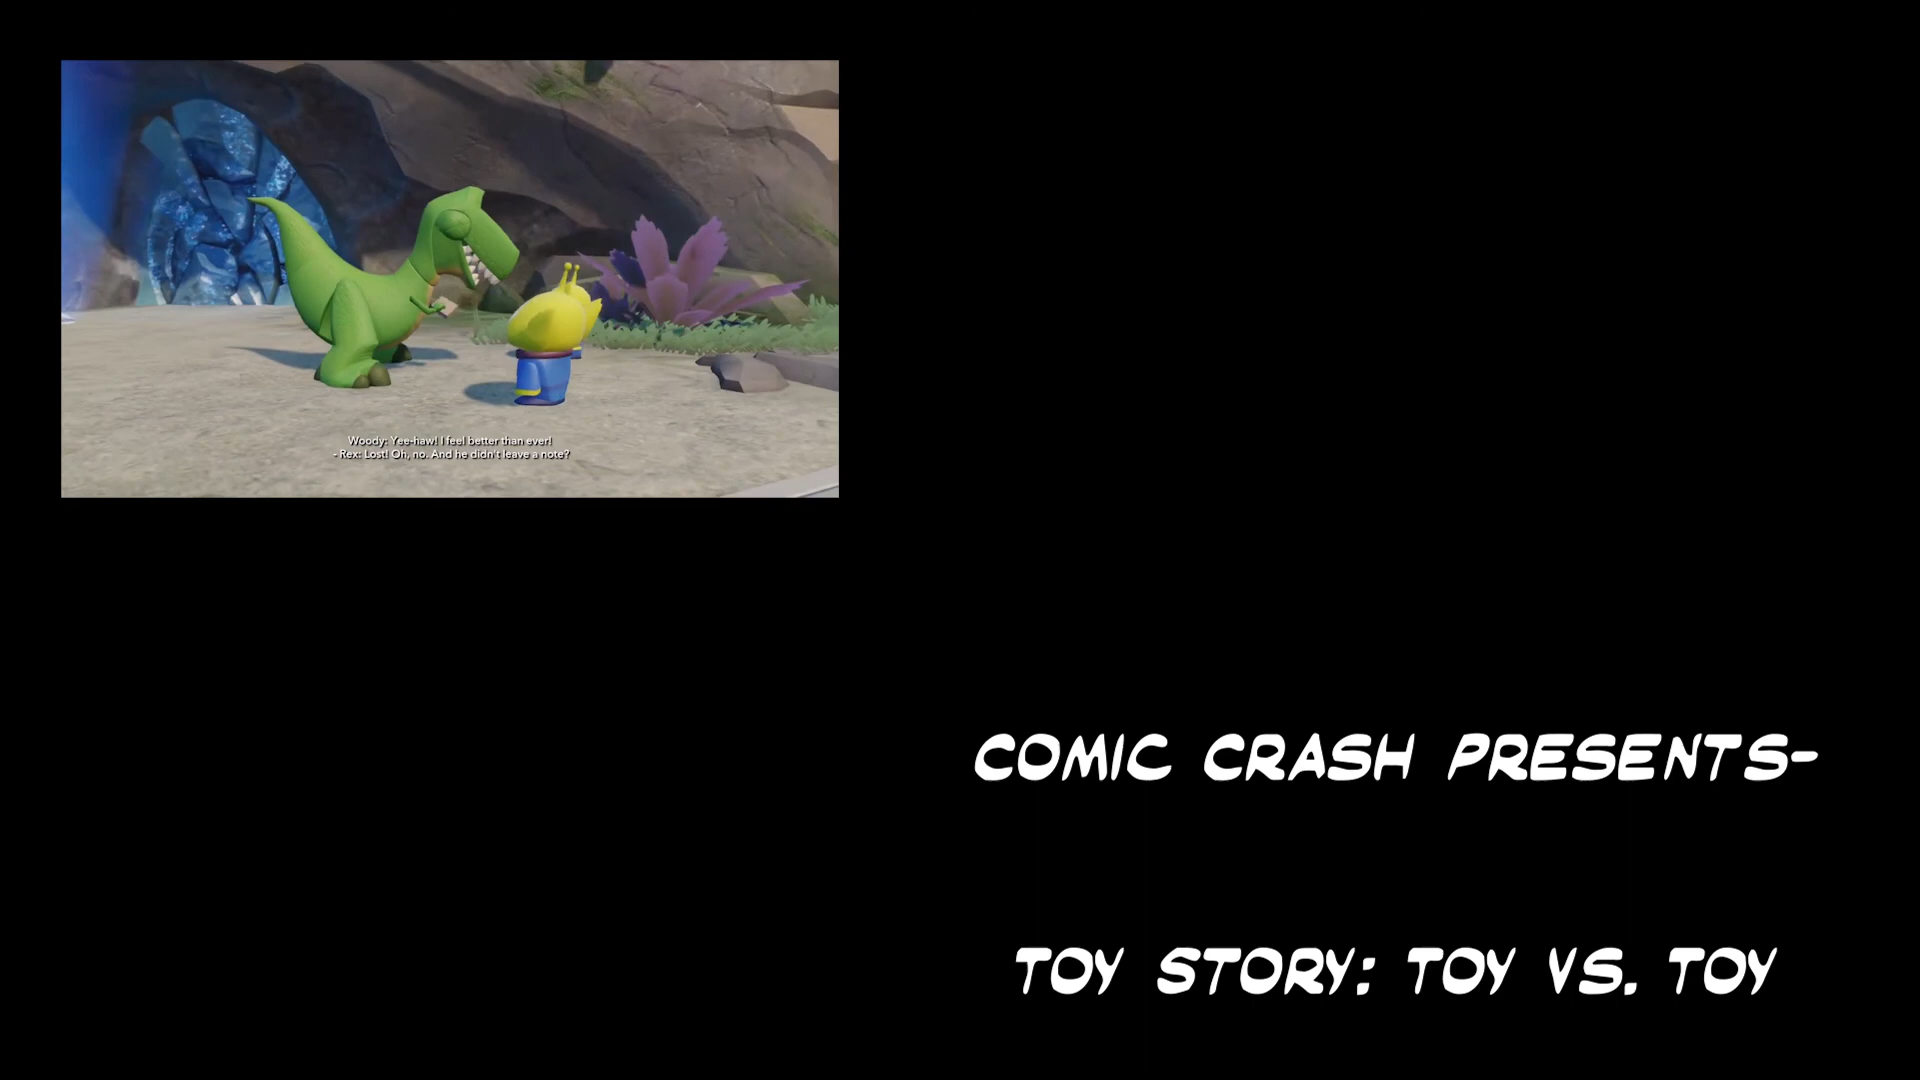 Woody: Yee-haw! I feel better than ever!
- Rex: Lost! Oh, no. And he didn't leave a note?
COMIC CRASH PRESENTS-
TOY STORY: TOY VS. TOY